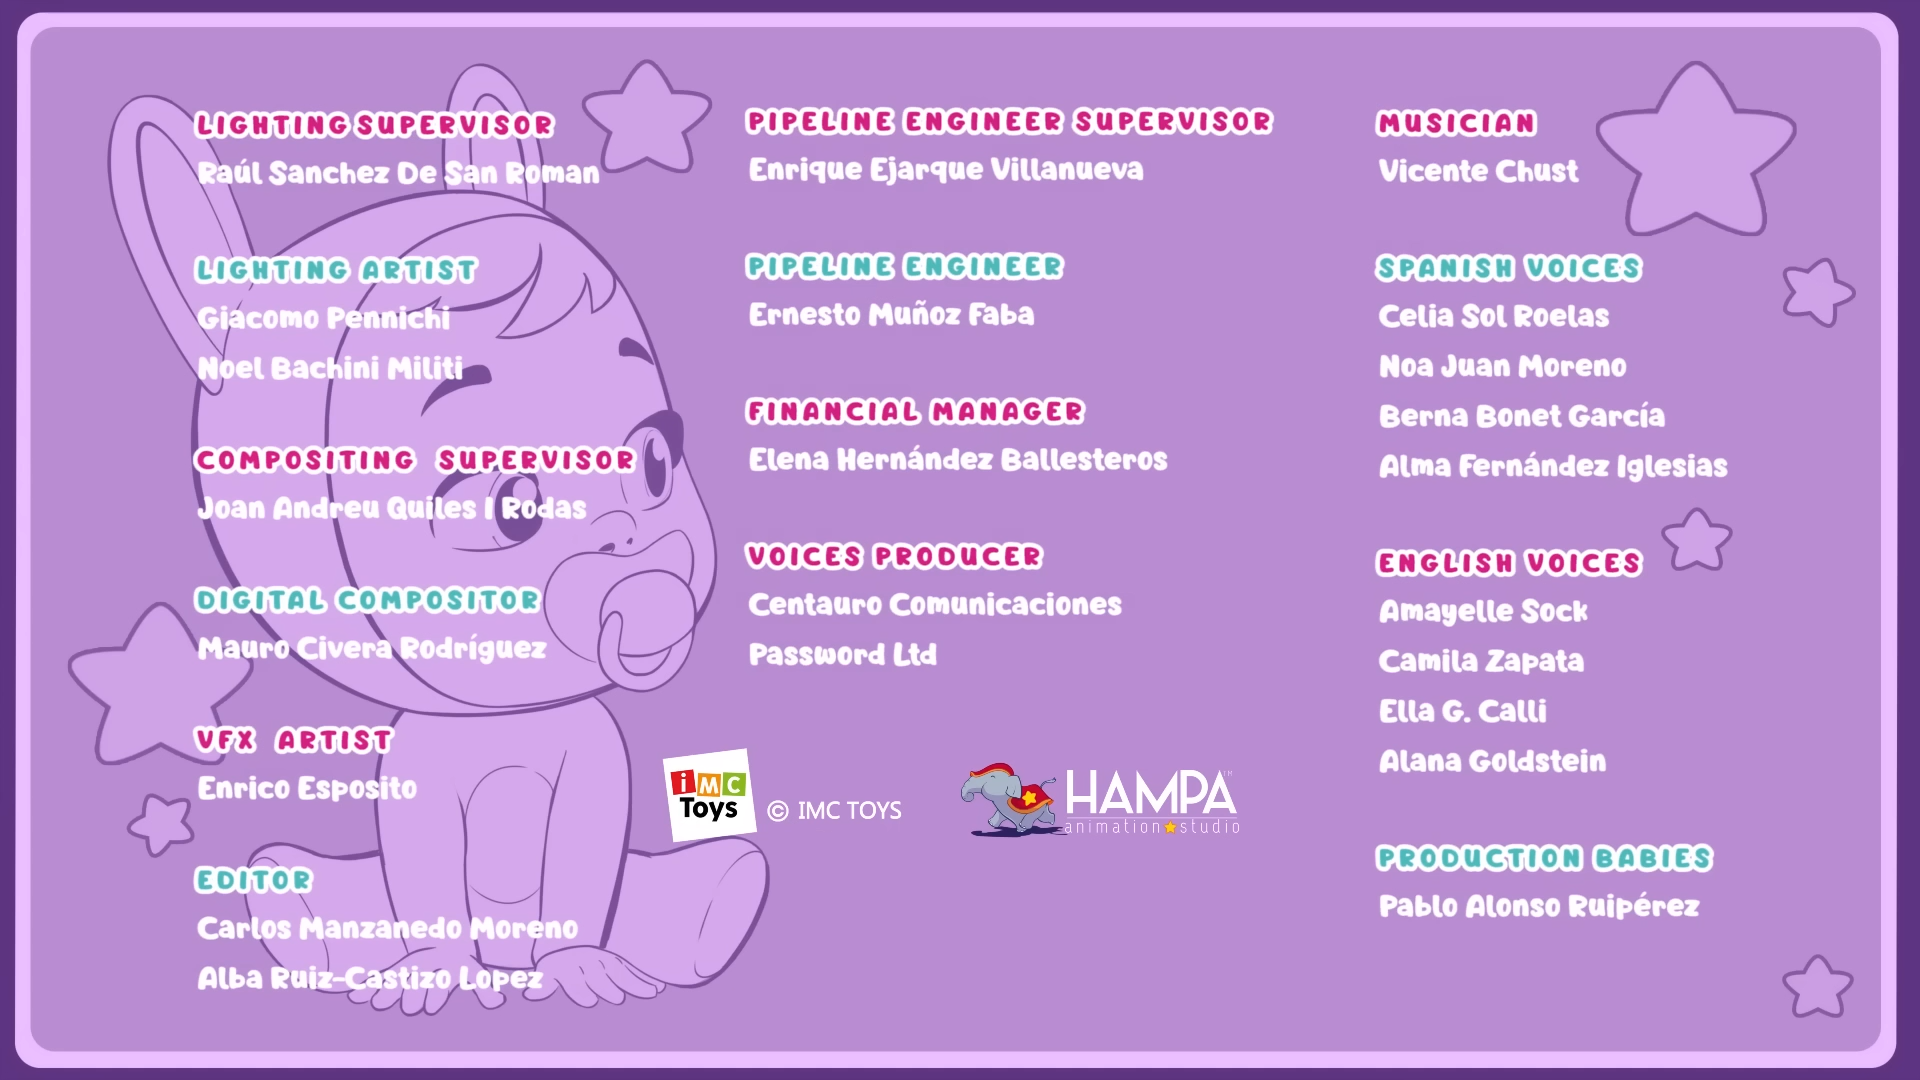 LIGHTING SUPERVISOR
Raúl Sanchez De San Roman
LIGHTING ARTIST
Giacomo Pennichi
Noel Bachini Militi
COMPOSITING SUPERVISOR
Joan Andreu Quiles I Rodas
DIGITAL COMPOSITOR
Mauro Civera Rodríguez
VFX ARTIST
Enrico Esposito
EDITOR
Carlos Manzanedo Moreno
Alba Ruiz-Castizo Lopez
PIPELINE ENGINEER SUPERVISOR
Enrique Ejarque Villanueva
PIPELINE ENGINEER
Ernesto Muñoz Faba
FINANCIAL MANAGER
Elena Hernández Ballesteros
VOICES PRODUCER
Centauro Comunicaciones
Password Ltd
iMC
Toys
© IMC TOYS
HAMPA™
animation studio
MUSICIAN
Vicente Chust
SPANISH VOICES
Celia Sol Roelas
Noa Juan Moreno
Berna Bonet García
Alma Fernández Iglesias
ENGLISH VOICES
Amayelle Sock
Camila Zapata
Ella G. Calli
Alana Goldstein
PRODUCTION BABIES
Pablo Alonso Ruipérez